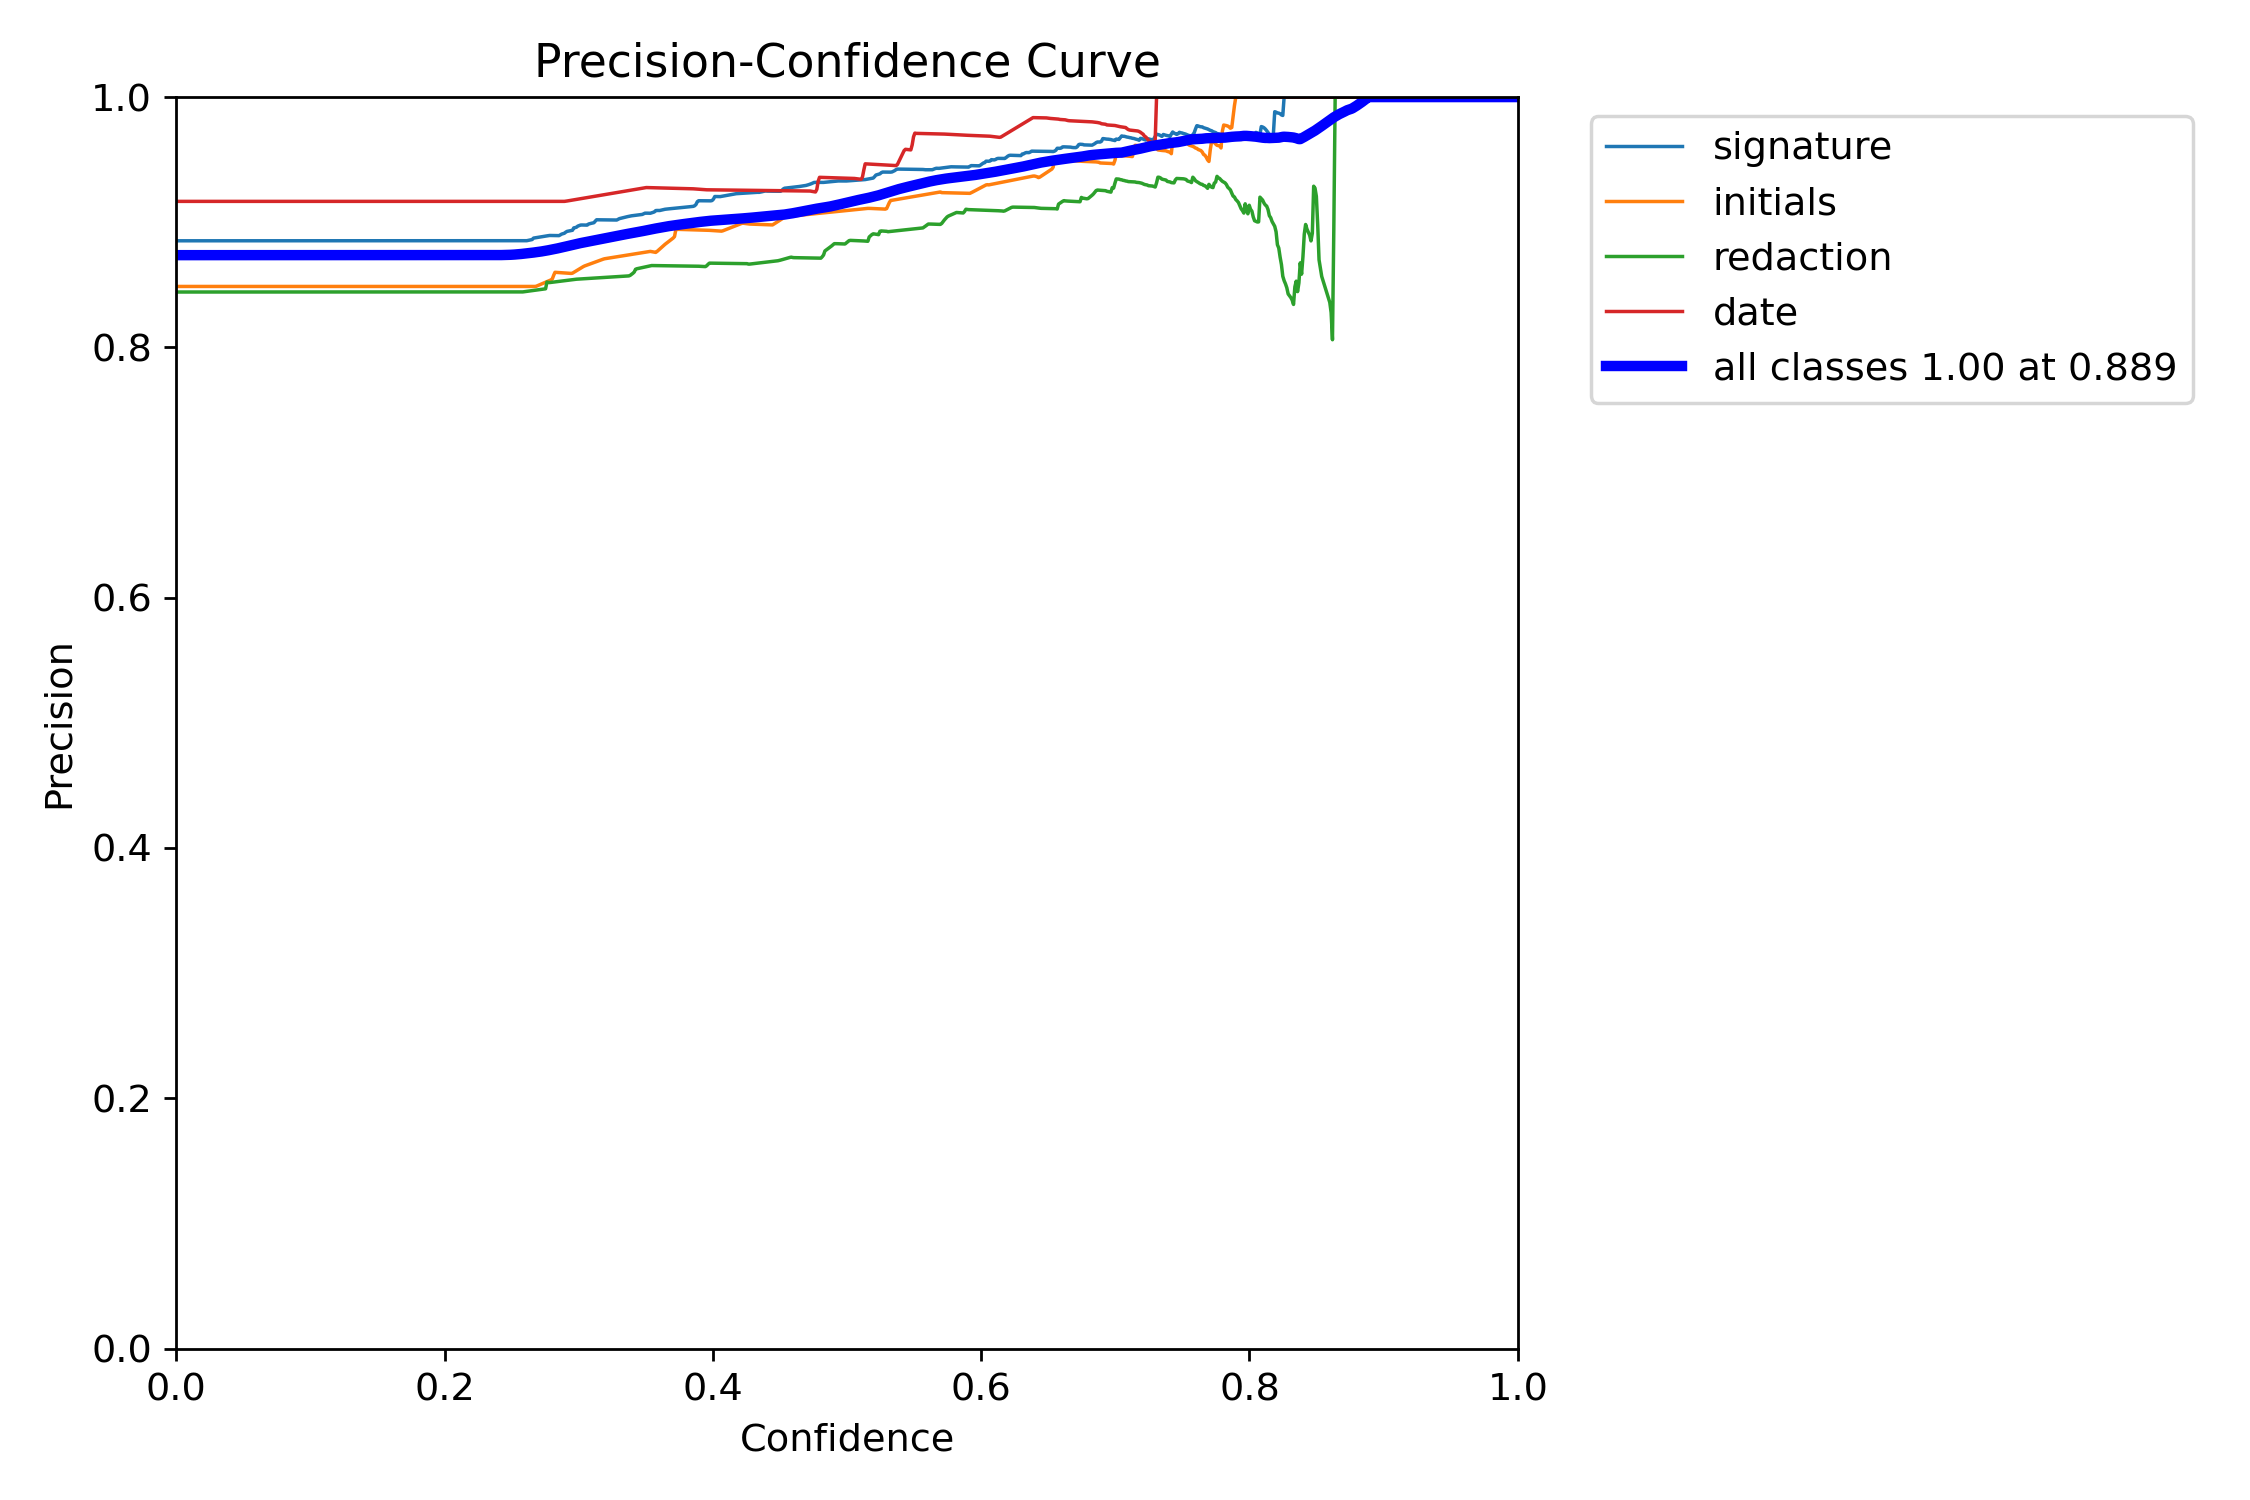 Precision-Confidence Curve
1.0
0.8
0.6
0.4
0.2
0.0
Precision
0.0 0.2 0.4 0.6 0.8 1.0
Confidence
signature
initials
redaction
date
all classes 1.00 at 0.889